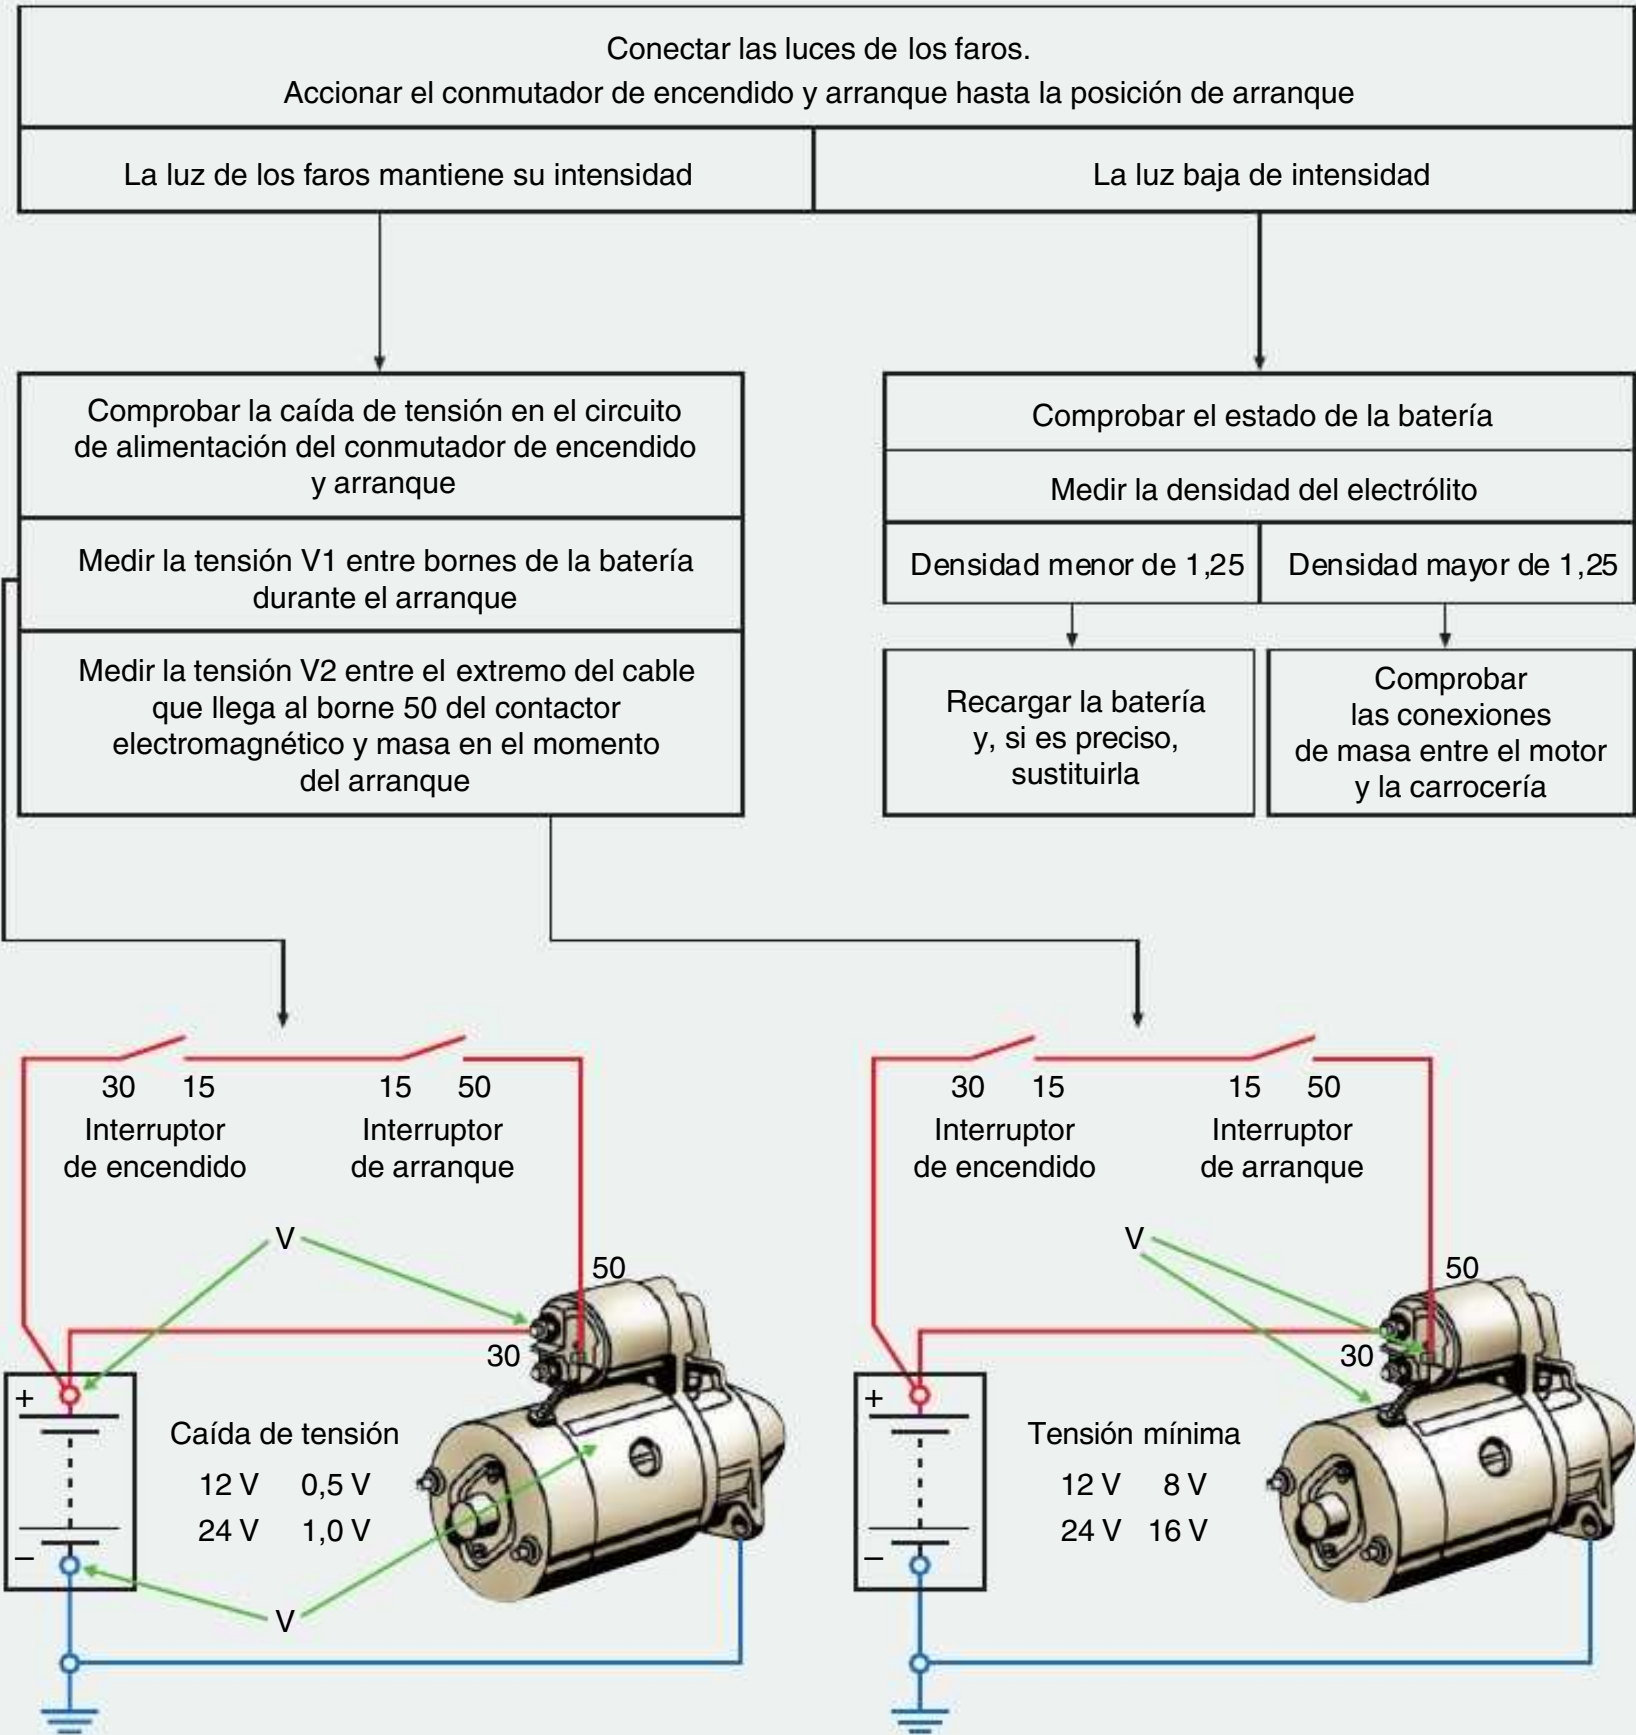 Conectar las luces de los faros.
Accionar el conmutador de encendido y arranque hasta la posición de arranque
La luz de los faros mantiene su intensidad
La luz baja de intensidad
Comprobar la caída de tensión en el circuito
de alimentación del conmutador de encendido
y arranque
Medir la tensión V1 entre bornes de la batería
durante el arranque
Medir la tensión V2 entre el extremo del cable
que llega al borne 50 del contactor
electromagnético y masa en el momento
del arranque
Comprobar el estado de la batería
Medir la densidad del electrólito
Densidad menor de 1,25
Densidad mayor de 1,25
Recargar la batería
y, si es preciso,
sustituirla
Comprobar
las conexiones
de masa entre el motor
y la carrocería
30 15 15 50
Interruptor
de encendido
Interruptor
de arranque
V
50
30
+
Caída de tensión
12 V 0,5 V
24 V 1,0 V
–
V
30 15 15 50
Interruptor
de encendido
Interruptor
de arranque
V
50
30
+
Tensión mínima
12 V 8 V
24 V 16 V
–